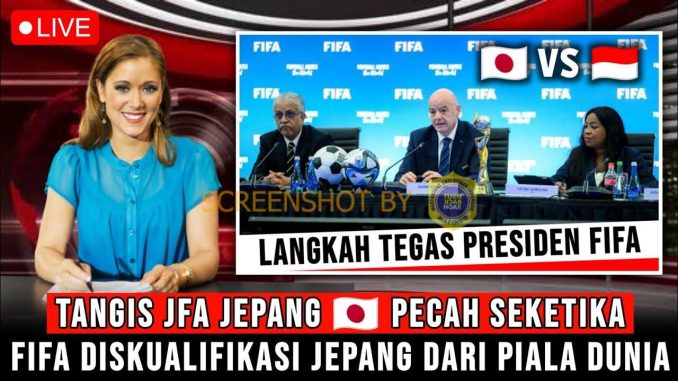 LIVE
FIFA
FIFA
FIFA
FIFA
VS
FIFA
FIFA
SCREENSHOT BY
LANGKAH TEGAS PRESIDEN FIFA
TANGIS JFA JEPANG PECAH SEKETIKA
FIFA DISKUALIFIKASI JEPANG DARI PIALA DUNIA